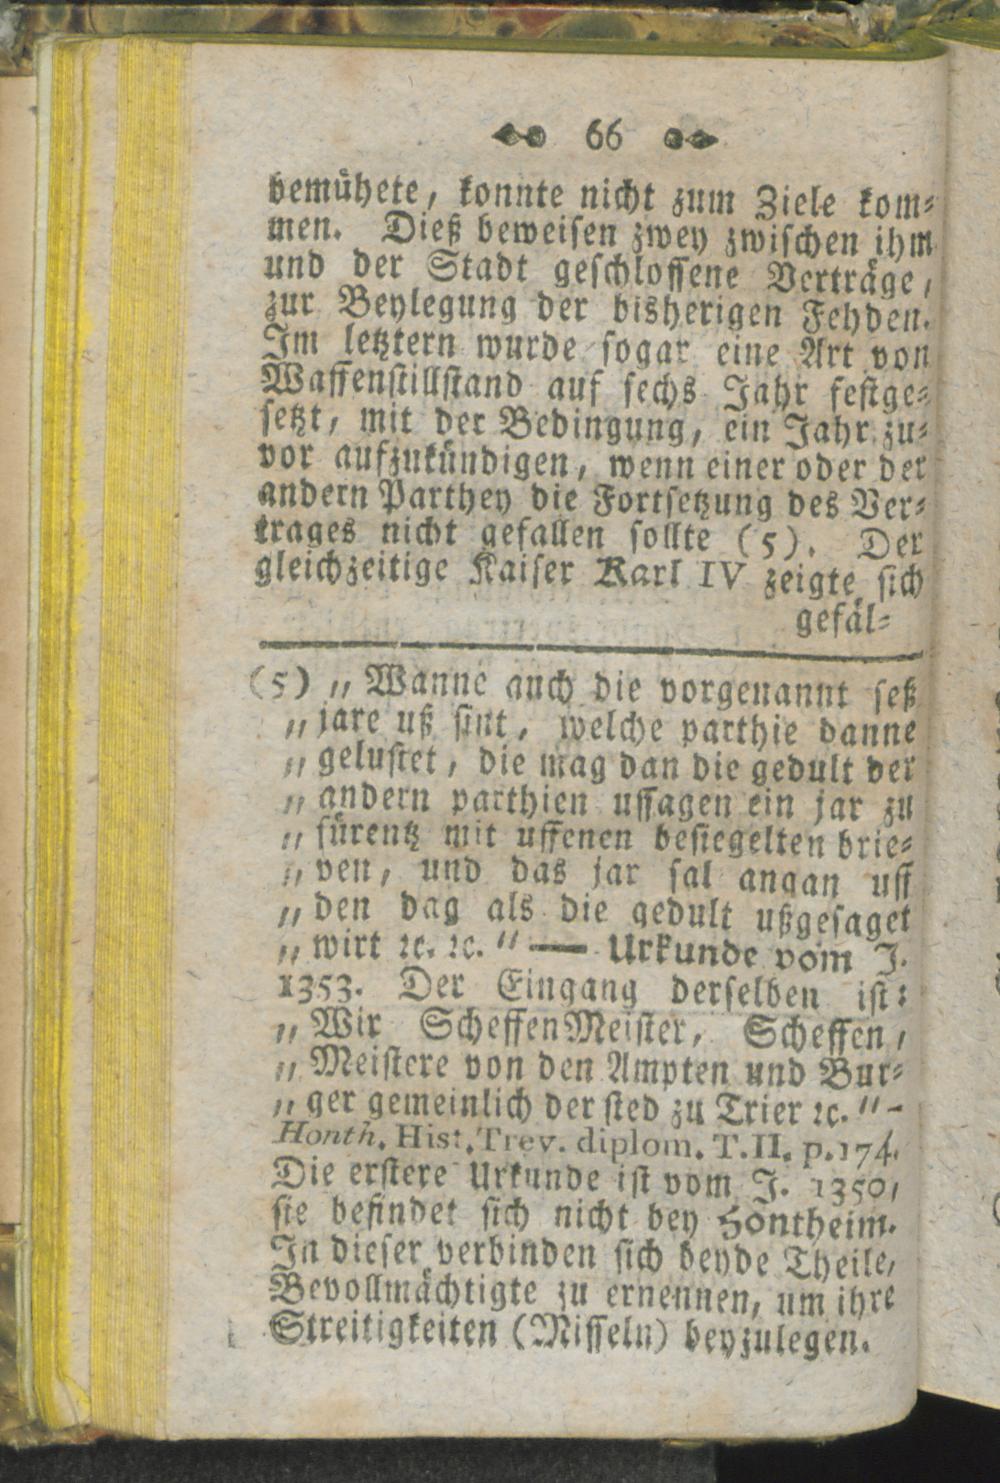 66
bemühete, konnte nicht zum Ziele kom-
men. Dieß beweisen zwey zwischen ihm
und der Stadt geschlossene Verträge,
zur Beylegung der bisherigen Fehden.
Im letztern wurde sogar eine Art von
Waffenstillstand auf sechs Jahr festge-
setzt, mit der Bedingung, ein Jahr zu-
vor aufzukündigen, wenn einer oder der
andern Parthey die Fortsetzung des Ver-
trages nicht gefallen sollte (5). Der
gleichzeitige Kaiser Karl IV zeigte sich
gefäl-
(5) „Wanne auch die vorgenannt seß
„jare uß sint, welche parthie danne
„gelustet, die mag dan die gedult der
„andern parthien ussagen ein jar zu
„fürentz mit uffenen besiegelten brie-
„ven, und das jar sal angan uff
„den dag als die gedult ußgesaget
„wirt ꝛc. ꝛc. “ — Urkunde vom J.
1353. Der Eingang derselben ist:
„Wir ScheffenMeister, Scheffen,
„Meistere von den Ampten und Bur-
„ger gemeinlich der sted zu Trier ꝛc. “-
Honth. Hist. Trev. diplom. T. II. p. 174.
Die erstere Urkunde ist vom J. 1350,
sie befindet sich nicht bey Hontheim.
In dieser verbinden sich beyde Theile,
Bevollmächtigte zu ernennen, um ihre
Streitigkeiten (Misseln) beyzulegen.